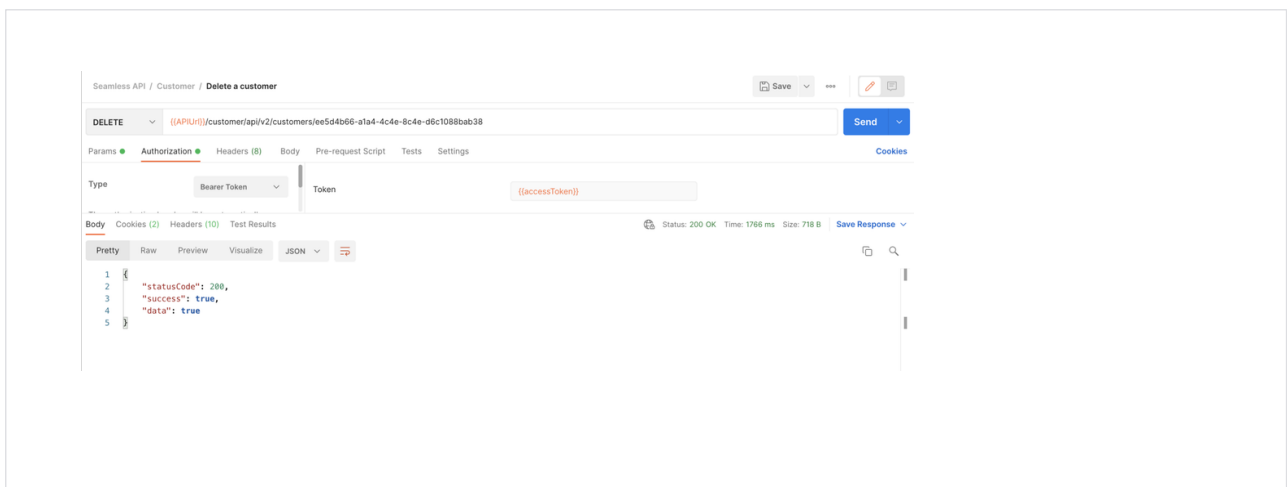 Seamless API / Customer / Delete a customer
Save
DELETE {{APIUrl}}/customer/api/v2/customers/ee5d4b66-a1a4-4c4e-8c4e-d6c1088bab38 Send
Params Authorization Headers (8) Body Pre-request Script Tests Settings Cookies
Type Bearer Token Token {{accessToken}}
Body Cookies (2) Headers (10) Test Results Status: 200 OK Time: 1766 ms Size: 718 B Save Response
Pretty Raw Preview Visualize JSON
1 {
2 "statusCode": 200,
3 "success": true,
4 "data": true
5 }